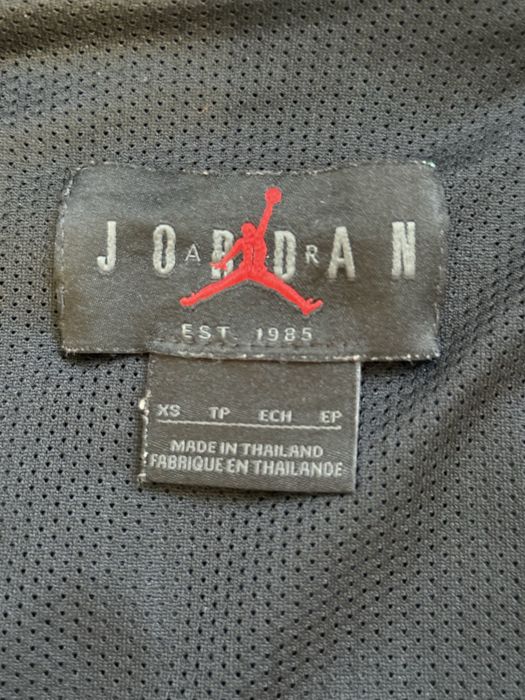 JORDAN
AIR
EST. 1985
XS TP ECH EP
MADE IN THAILAND
FABRIQUE EN THAILANDE